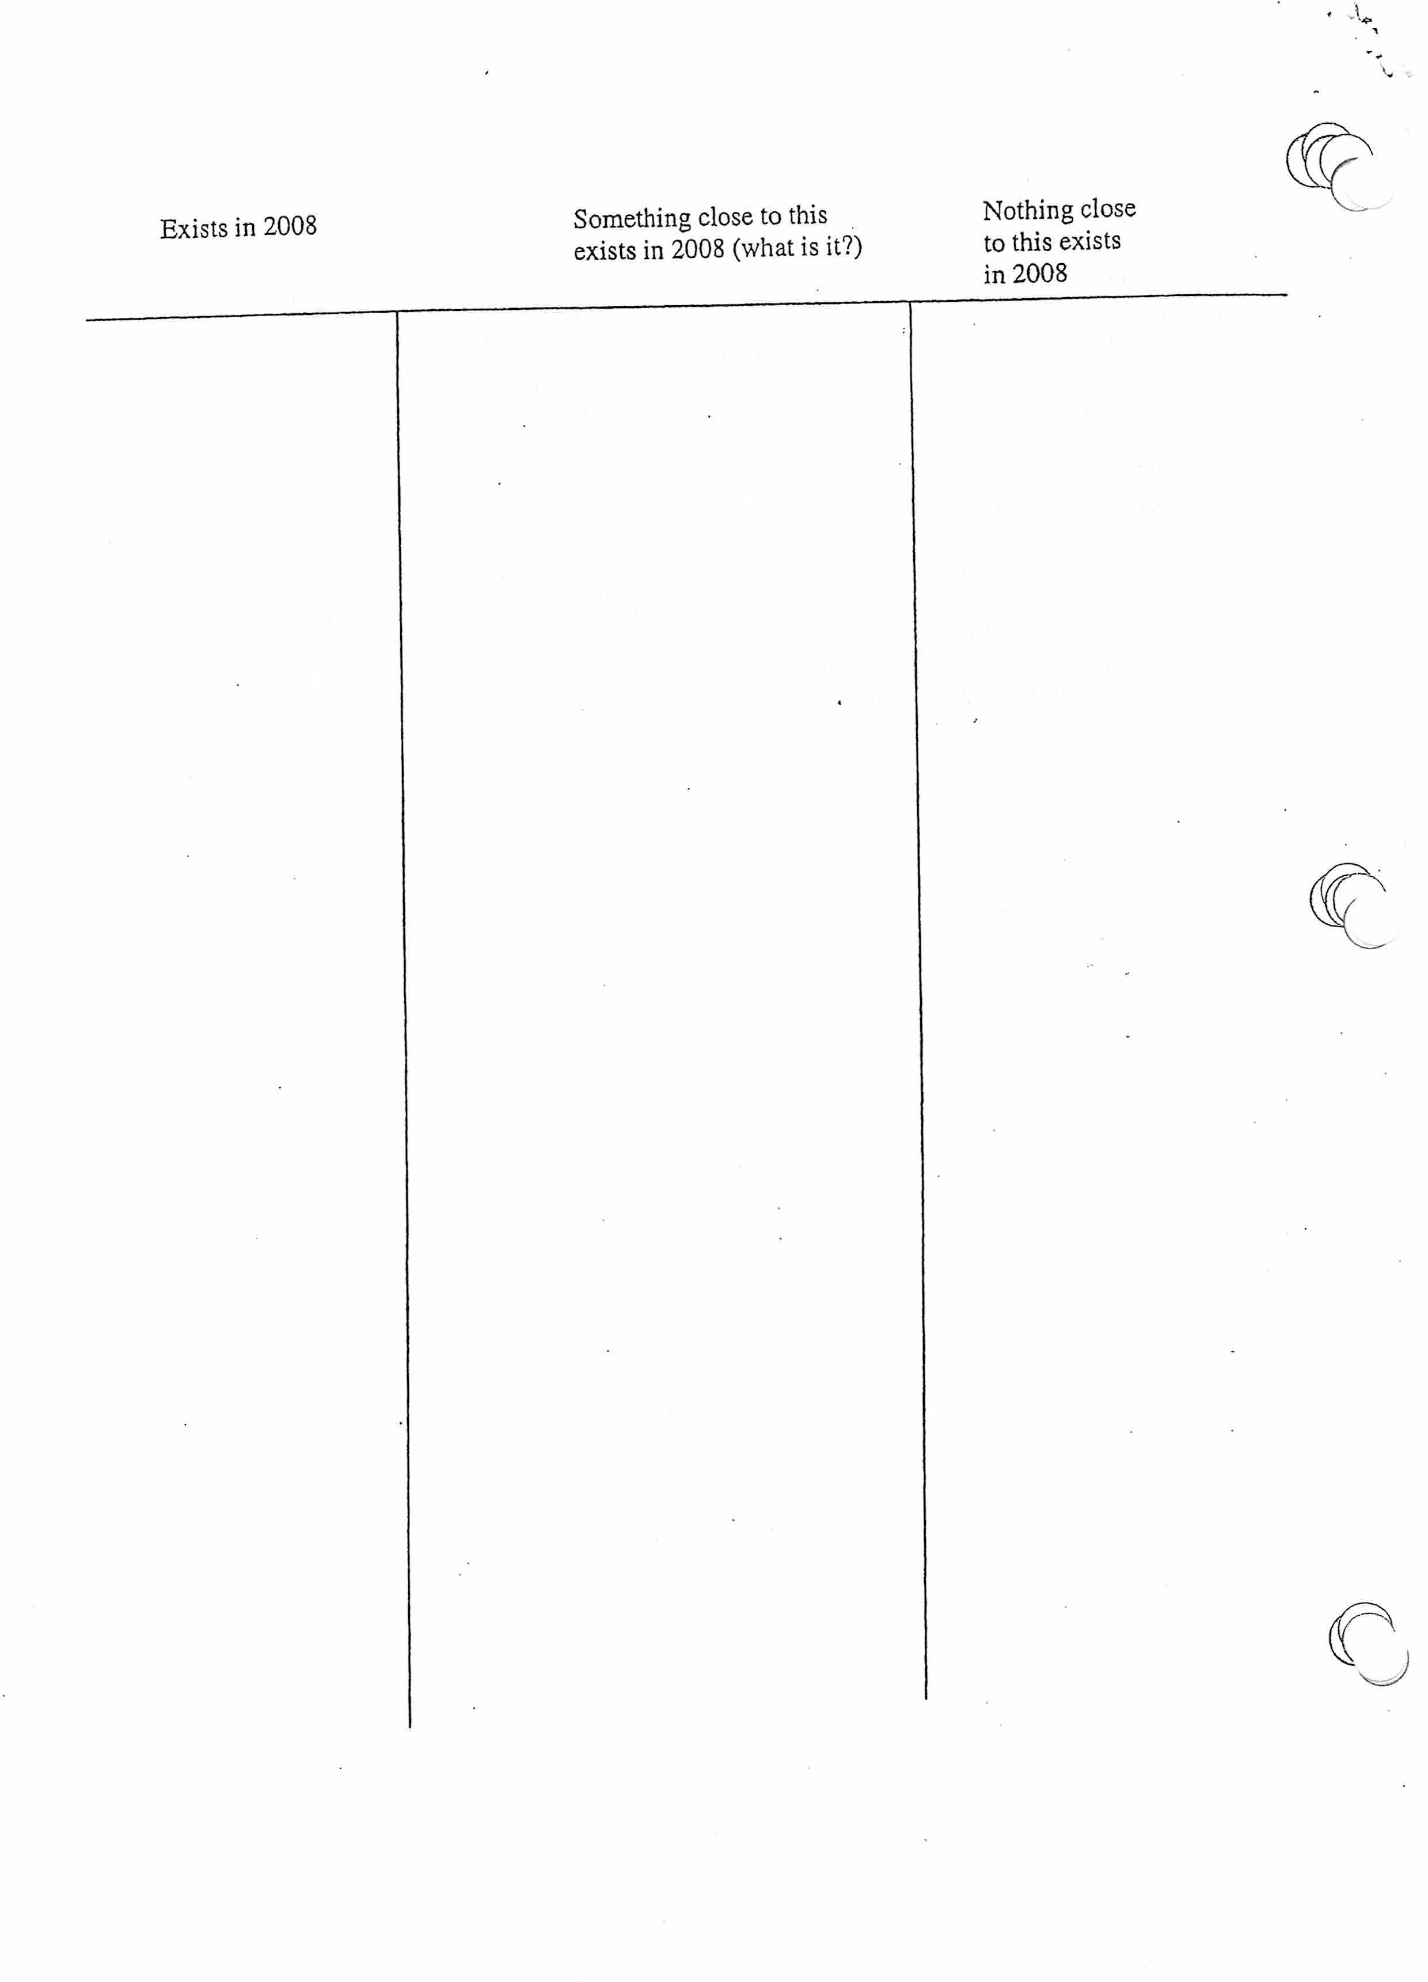 Exists in 2008
Something close to this
exists in 2008 (what is it?)
Nothing close
to this exists
in 2008